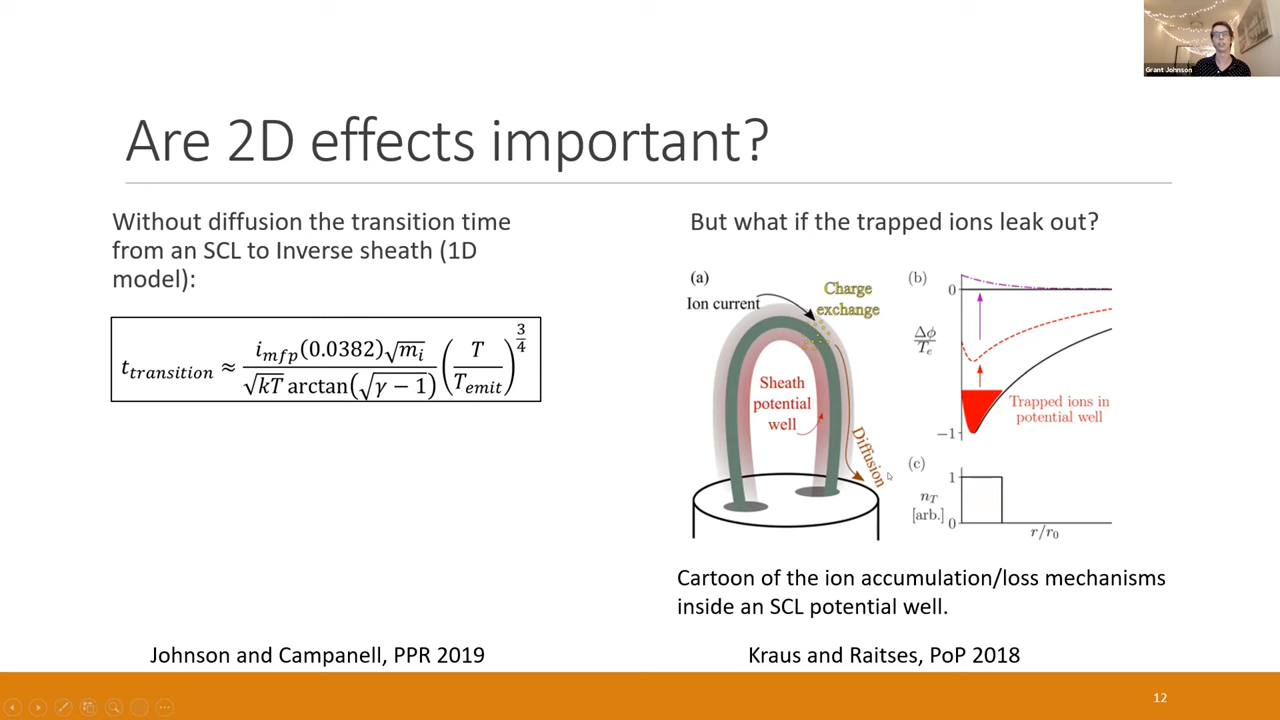 Grant Johnson
Are 2D effects important?
Without diffusion the transition time
from an SCL to Inverse sheath (1D
model):
t_transition ≈ i_mfp(0.0382)√m_i / (√kT arctan(√γ − 1)) (T / T_emit)^(3/4)
Johnson and Campanell, PPR 2019
But what if the trapped ions leak out?
(a)
Ion current
Charge
exchange
Sheath
potential
well
Diffusion
(b)
0
Δϕ
T_e
−1
Trapped ions in
potential well
(c)
1
n_T
[arb.]
0
r/r_0
Cartoon of the ion accumulation/loss mechanisms
inside an SCL potential well.
Kraus and Raitses, PoP 2018
12